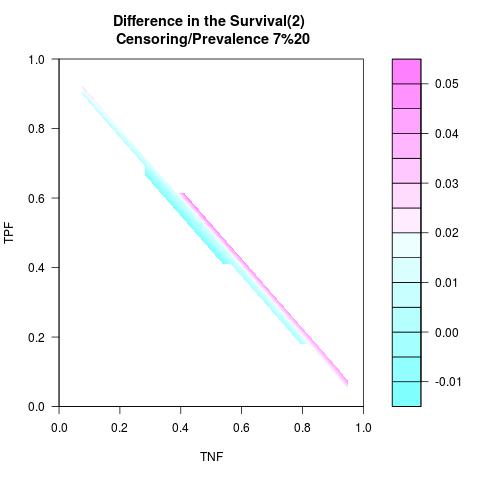 Difference in the Survival(2)
Censoring/Prevalence 7%20
1.0
0.8
0.6
0.4
0.2
0.0
TPF
0.0 0.2 0.4 0.6 0.8 1.0
TNF
0.05
0.04
0.03
0.02
0.01
0.00
-0.01